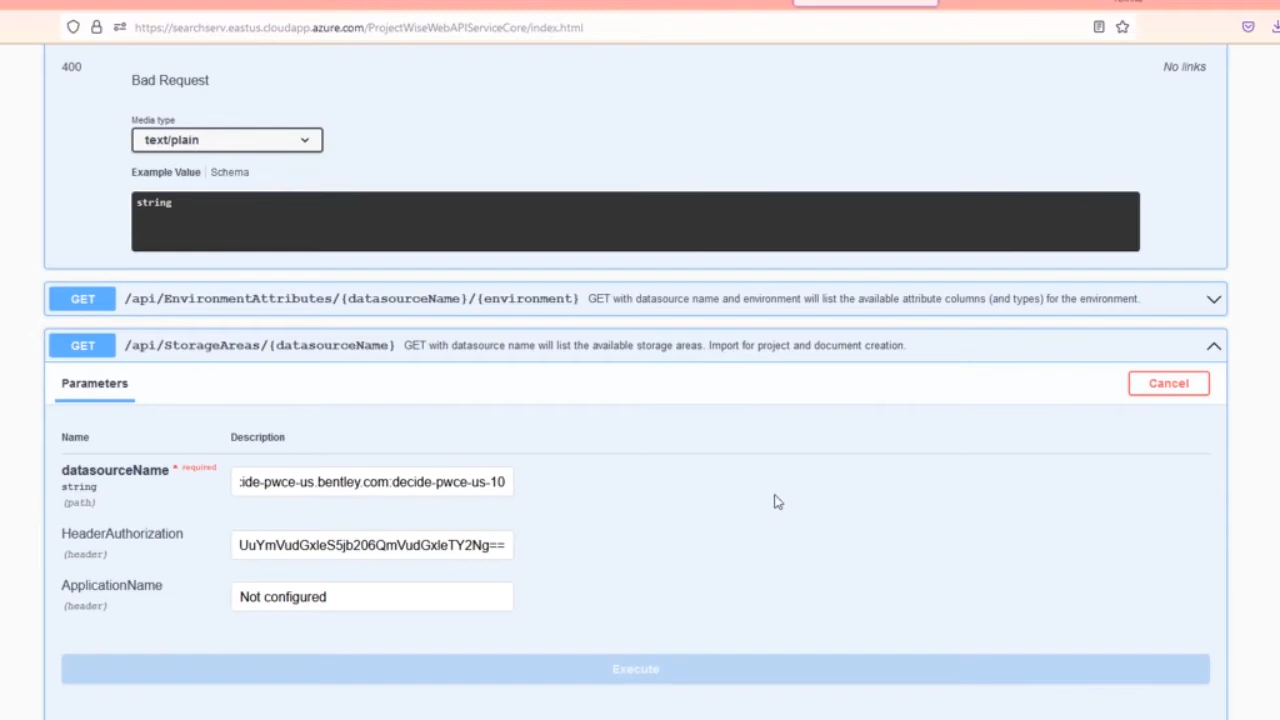 https://searchserv.eastus.cloudapp.azure.com/ProjectWiseWebAPIServiceCore/index.html
400
Bad Request
No links
Media type
text/plain
Example Value
Schema
string
GET /api/EnvironmentAttributes/{datasourceName}/{environment} GET with datasource name and environment will list the available attribute columns (and types) for the environment.
GET /api/StorageAreas/{datasourceName} GET with datasource name will list the available storage areas. Import for project and document creation.
Parameters
Cancel
Name
Description
datasourceName * required
string
(path)
:ide-pwce-us.bentley.com:decide-pwce-us-10
HeaderAuthorization
(header)
UuYmVudGxleS5jb206QmVudGxleTY2Ng==
ApplicationName
(header)
Not configured
Execute